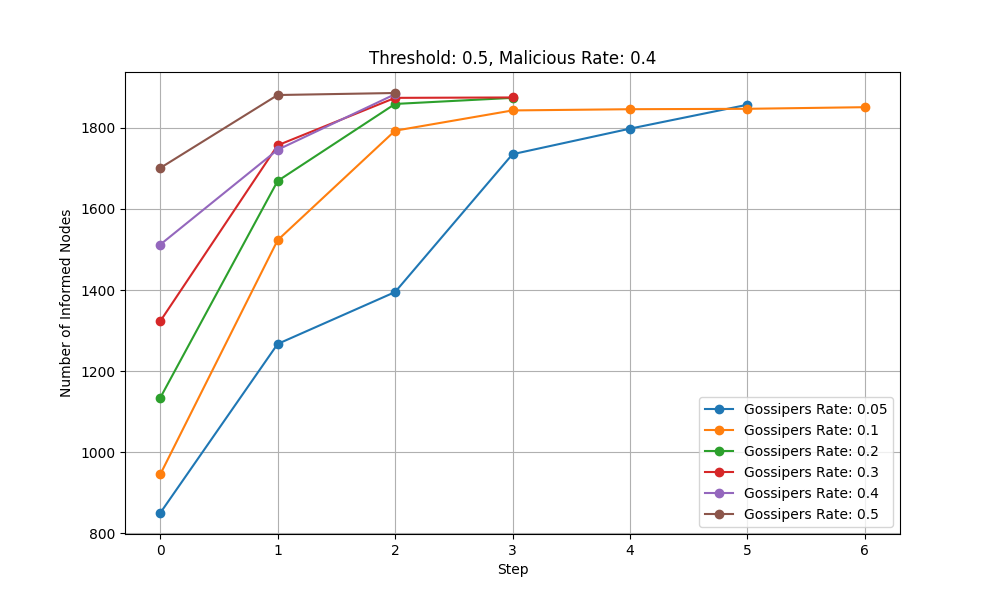 Threshold: 0.5, Malicious Rate: 0.4
Number of Informed Nodes
1800
1600
1400
1200
1000
800
0 1 2 3 4 5 6
Step
Gossipers Rate: 0.05
Gossipers Rate: 0.1
Gossipers Rate: 0.2
Gossipers Rate: 0.3
Gossipers Rate: 0.4
Gossipers Rate: 0.5